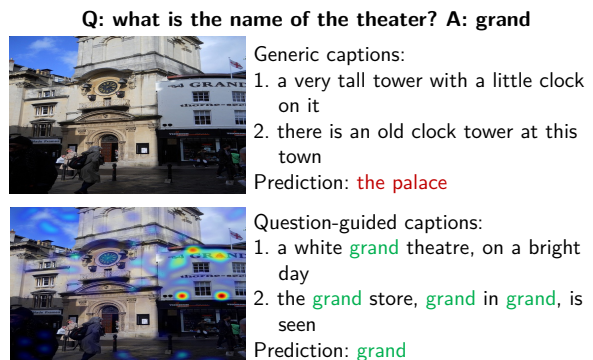 Q: what is the name of the theater? A: grand
GRAND
Generic captions:
1. a very tall tower with a little clock
on it
2. there is an old clock tower at this
town
Prediction: the palace
GRAND
Question-guided captions:
1. a white grand theatre, on a bright
day
2. the grand store, grand in grand, is
seen
Prediction: grand